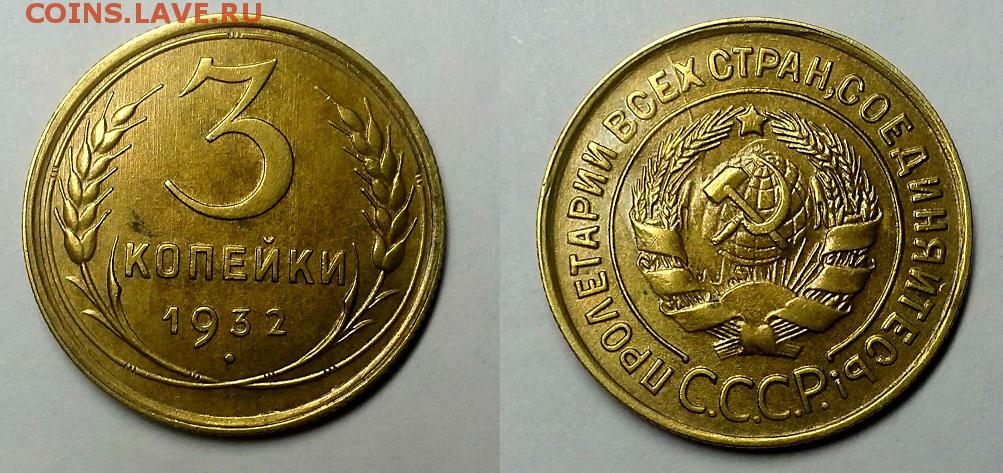 COINS.LAVE.RU
3
КОПЕЙКИ
1932
ПРОЛЕТАРИИ ВСЕХ СТРАН, СОЕДИНЯЙТЕСЬ!
С.С.С.Р.